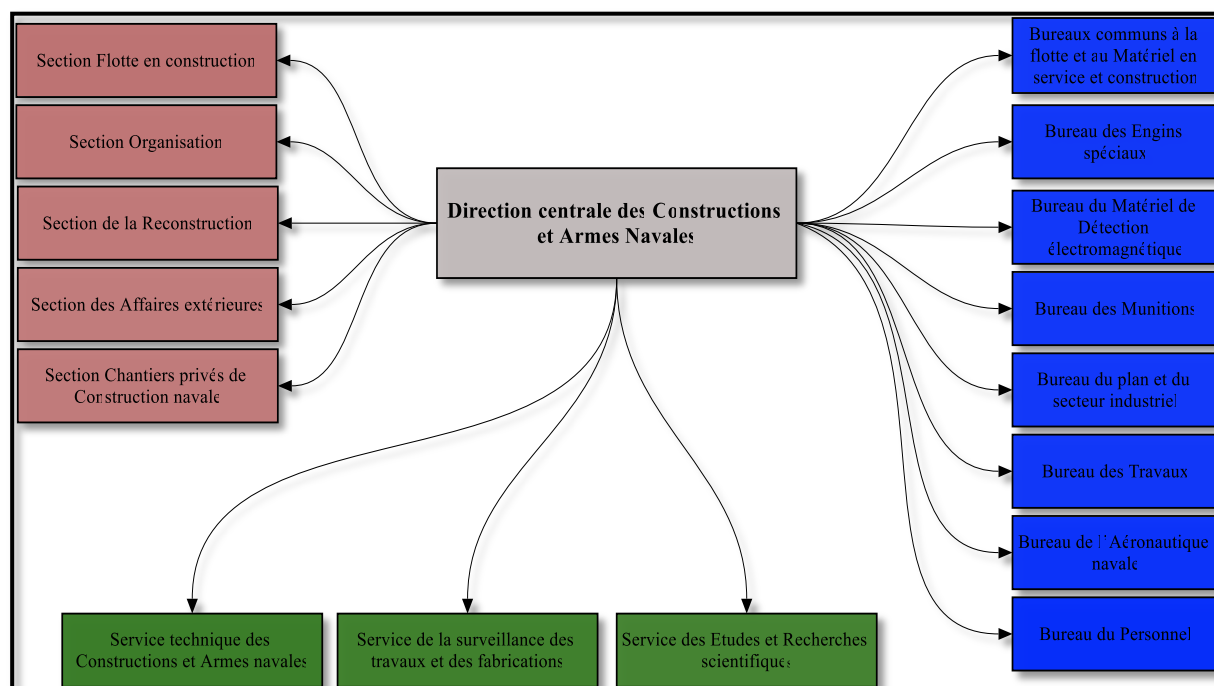 Section Flotte en construction
Section Organisation
Section de la Reconstruction
Section des Affaires extérieures
Section Chantiers privés de
Construction navale
Direction centrale des Constructions
et Armes Navales
Bureaux communs à la
flotte et au Matériel en
service et construction
Bureau des Engins
spéciaux
Bureau du Matériel de
Détection
électromagnétique
Bureau des Munitions
Bureau du plan et du
secteur industriel
Bureau des Travaux
Bureau de l'Aéronautique
navale
Bureau du Personnel
Service technique des
Constructions et Armes navales
Service de la surveillance des
travaux et des fabrications
Service des Etudes et Recherches
scientifiques